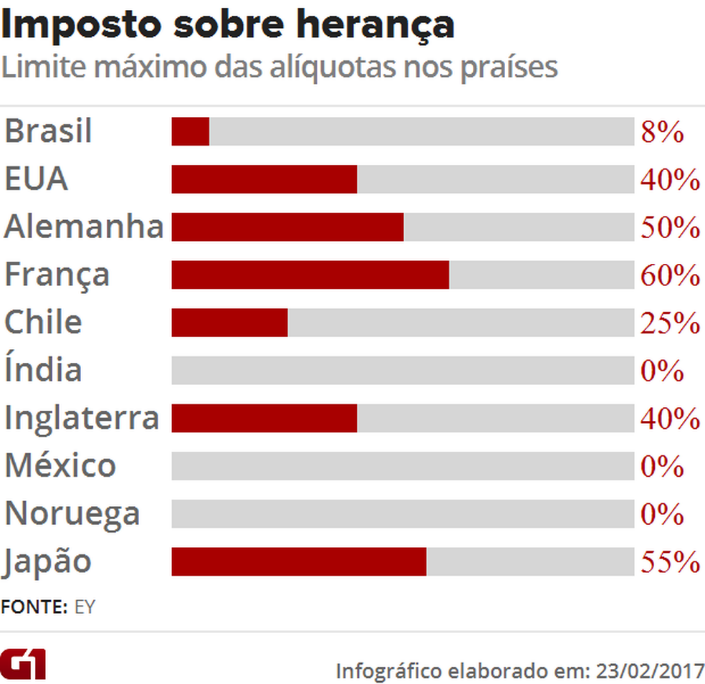 Imposto sobre herança
Limite máximo das alíquotas nos praíses
Brasil 8%
EUA 40%
Alemanha 50%
França 60%
Chile 25%
Índia 0%
Inglaterra 40%
México 0%
Noruega 0%
Japão 55%
FONTE: EY
G1 Infográfico elaborado em: 23/02/2017